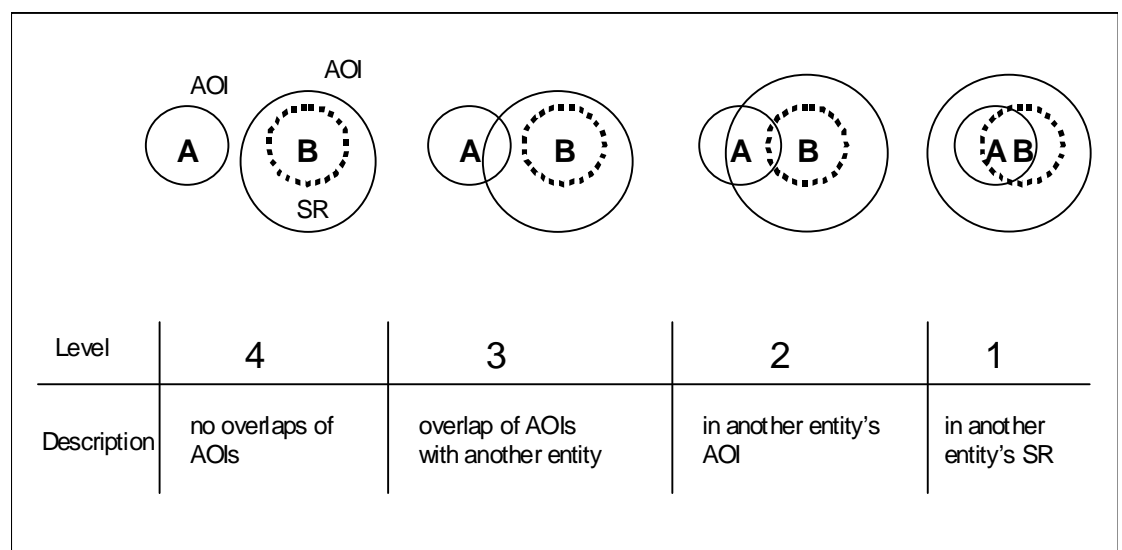 AOI
AOI
A
B
SR
A
B
A
B
A B
Level
4
3
2
1
Description
no overlaps of
AOIs
overlap of AOIs
with another entity
in another entity's
AOI
in another
entity's SR